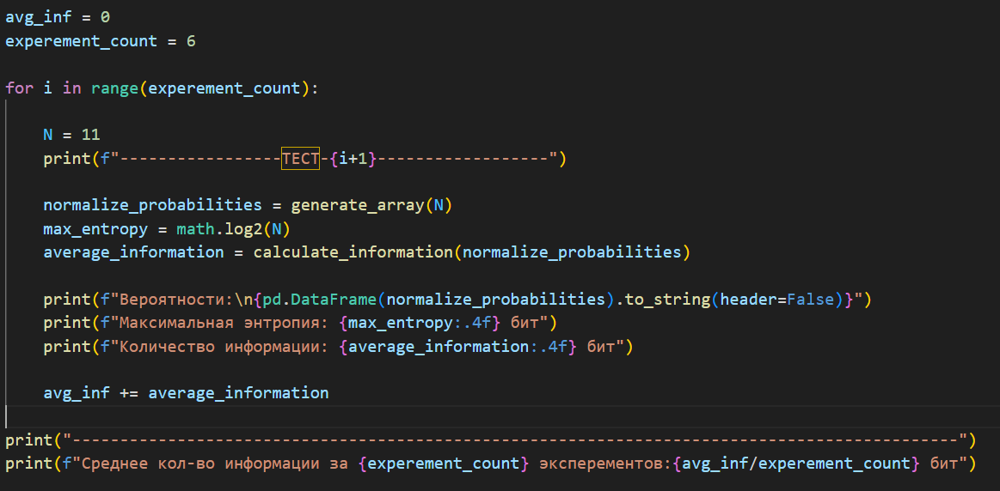 avg_inf = 0
experement_count = 6
for i in range(experement_count):
N = 11
print(f"-----------------ТЕСТ-{i+1}------------------")
normalize_probabilities = generate_array(N)
max_entropy = math.log2(N)
average_information = calculate_information(normalize_probabilities)
print(f"Вероятности:\n{pd.DataFrame(normalize_probabilities).to_string(header=False)}")
print(f"Максимальная энтропия: {max_entropy:.4f} бит")
print(f"Количество информации: {average_information:.4f} бит")
avg_inf += average_information
print("---------------------------------------------------------------------------------------------")
print(f"Среднее кол-во информации за {experement_count} эксперементов:{avg_inf/experement_count} бит")